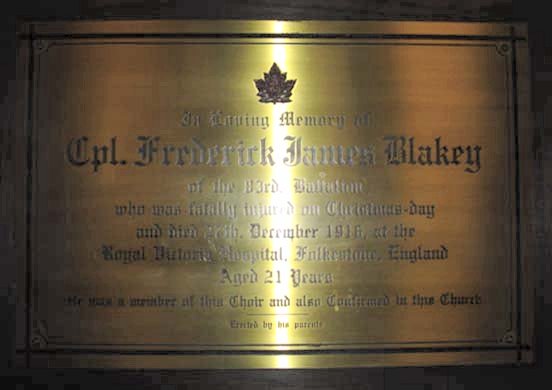 In Loving Memory of
Cpl. Frederick James Blakey
of the 83rd. Battalion
who was fatally injured on Christmas-day
and died December 1916, at the
Royal Victoria Hospital, Folkestone, England
Aged 21 Years
He was a member of this Choir and also Confirmed in this Church
Erected by his parents